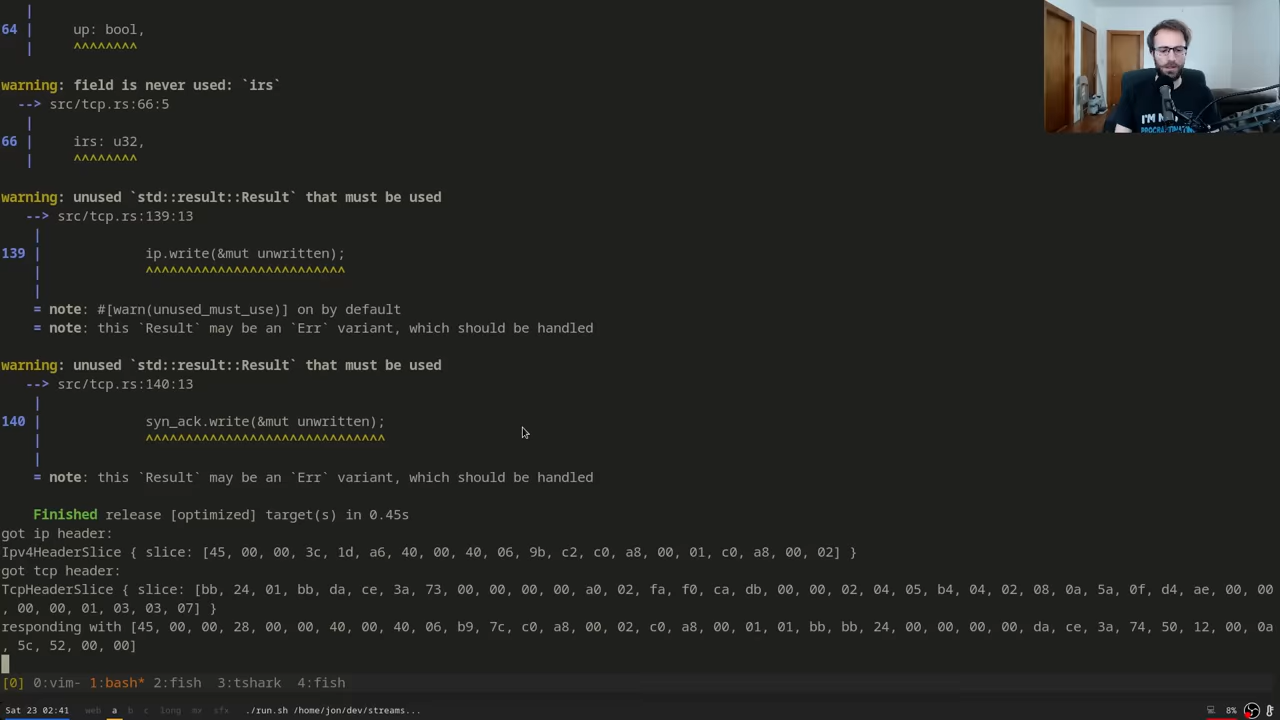 64 |     up: bool,
   |     ^^^^^^^^
warning: field is never used: `irs`
  --> src/tcp.rs:66:5
   |
66 |     irs: u32,
   |     ^^^^^^^^
warning: unused `std::result::Result` that must be used
   --> src/tcp.rs:139:13
    |
139 |             ip.write(&mut unwritten);
    |             ^^^^^^^^^^^^^^^^^^^^^^^^^
    |
    = note: #[warn(unused_must_use)] on by default
    = note: this `Result` may be an `Err` variant, which should be handled
warning: unused `std::result::Result` that must be used
   --> src/tcp.rs:140:13
    |
140 |             syn_ack.write(&mut unwritten);
    |             ^^^^^^^^^^^^^^^^^^^^^^^^^^^^^^
    |
    = note: this `Result` may be an `Err` variant, which should be handled
    Finished release [optimized] target(s) in 0.45s
got ip header:
Ipv4HeaderSlice { slice: [45, 00, 00, 3c, 1d, a6, 40, 00, 40, 06, 9b, c2, c0, a8, 00, 01, c0, a8, 00, 02] }
got tcp header:
TcpHeaderSlice { slice: [bb, 24, 01, bb, da, ce, 3a, 73, 00, 00, 00, 00, a0, 02, fa, f0, ca, db, 00, 00, 02, 04, 05, b4, 04, 02, 08, 0a, 5a, 0f, d4, ae, 00, 00
, 00, 00, 01, 03, 03, 07] }
responding with [45, 00, 00, 28, 00, 00, 40, 00, 40, 06, b9, 7c, c0, a8, 00, 02, c0, a8, 00, 01, 01, bb, bb, 24, 00, 00, 00, 00, da, ce, 3a, 74, 50, 12, 00, 0a
, 5c, 52, 00, 00]
[0] 0:vim- 1:bash* 2:fish  3:tshark  4:fish
Sat 23 02:41 web a b c long sfx ./run.sh /home/jon/dev/streams... 8%
I'M N
PROCRASTINATI